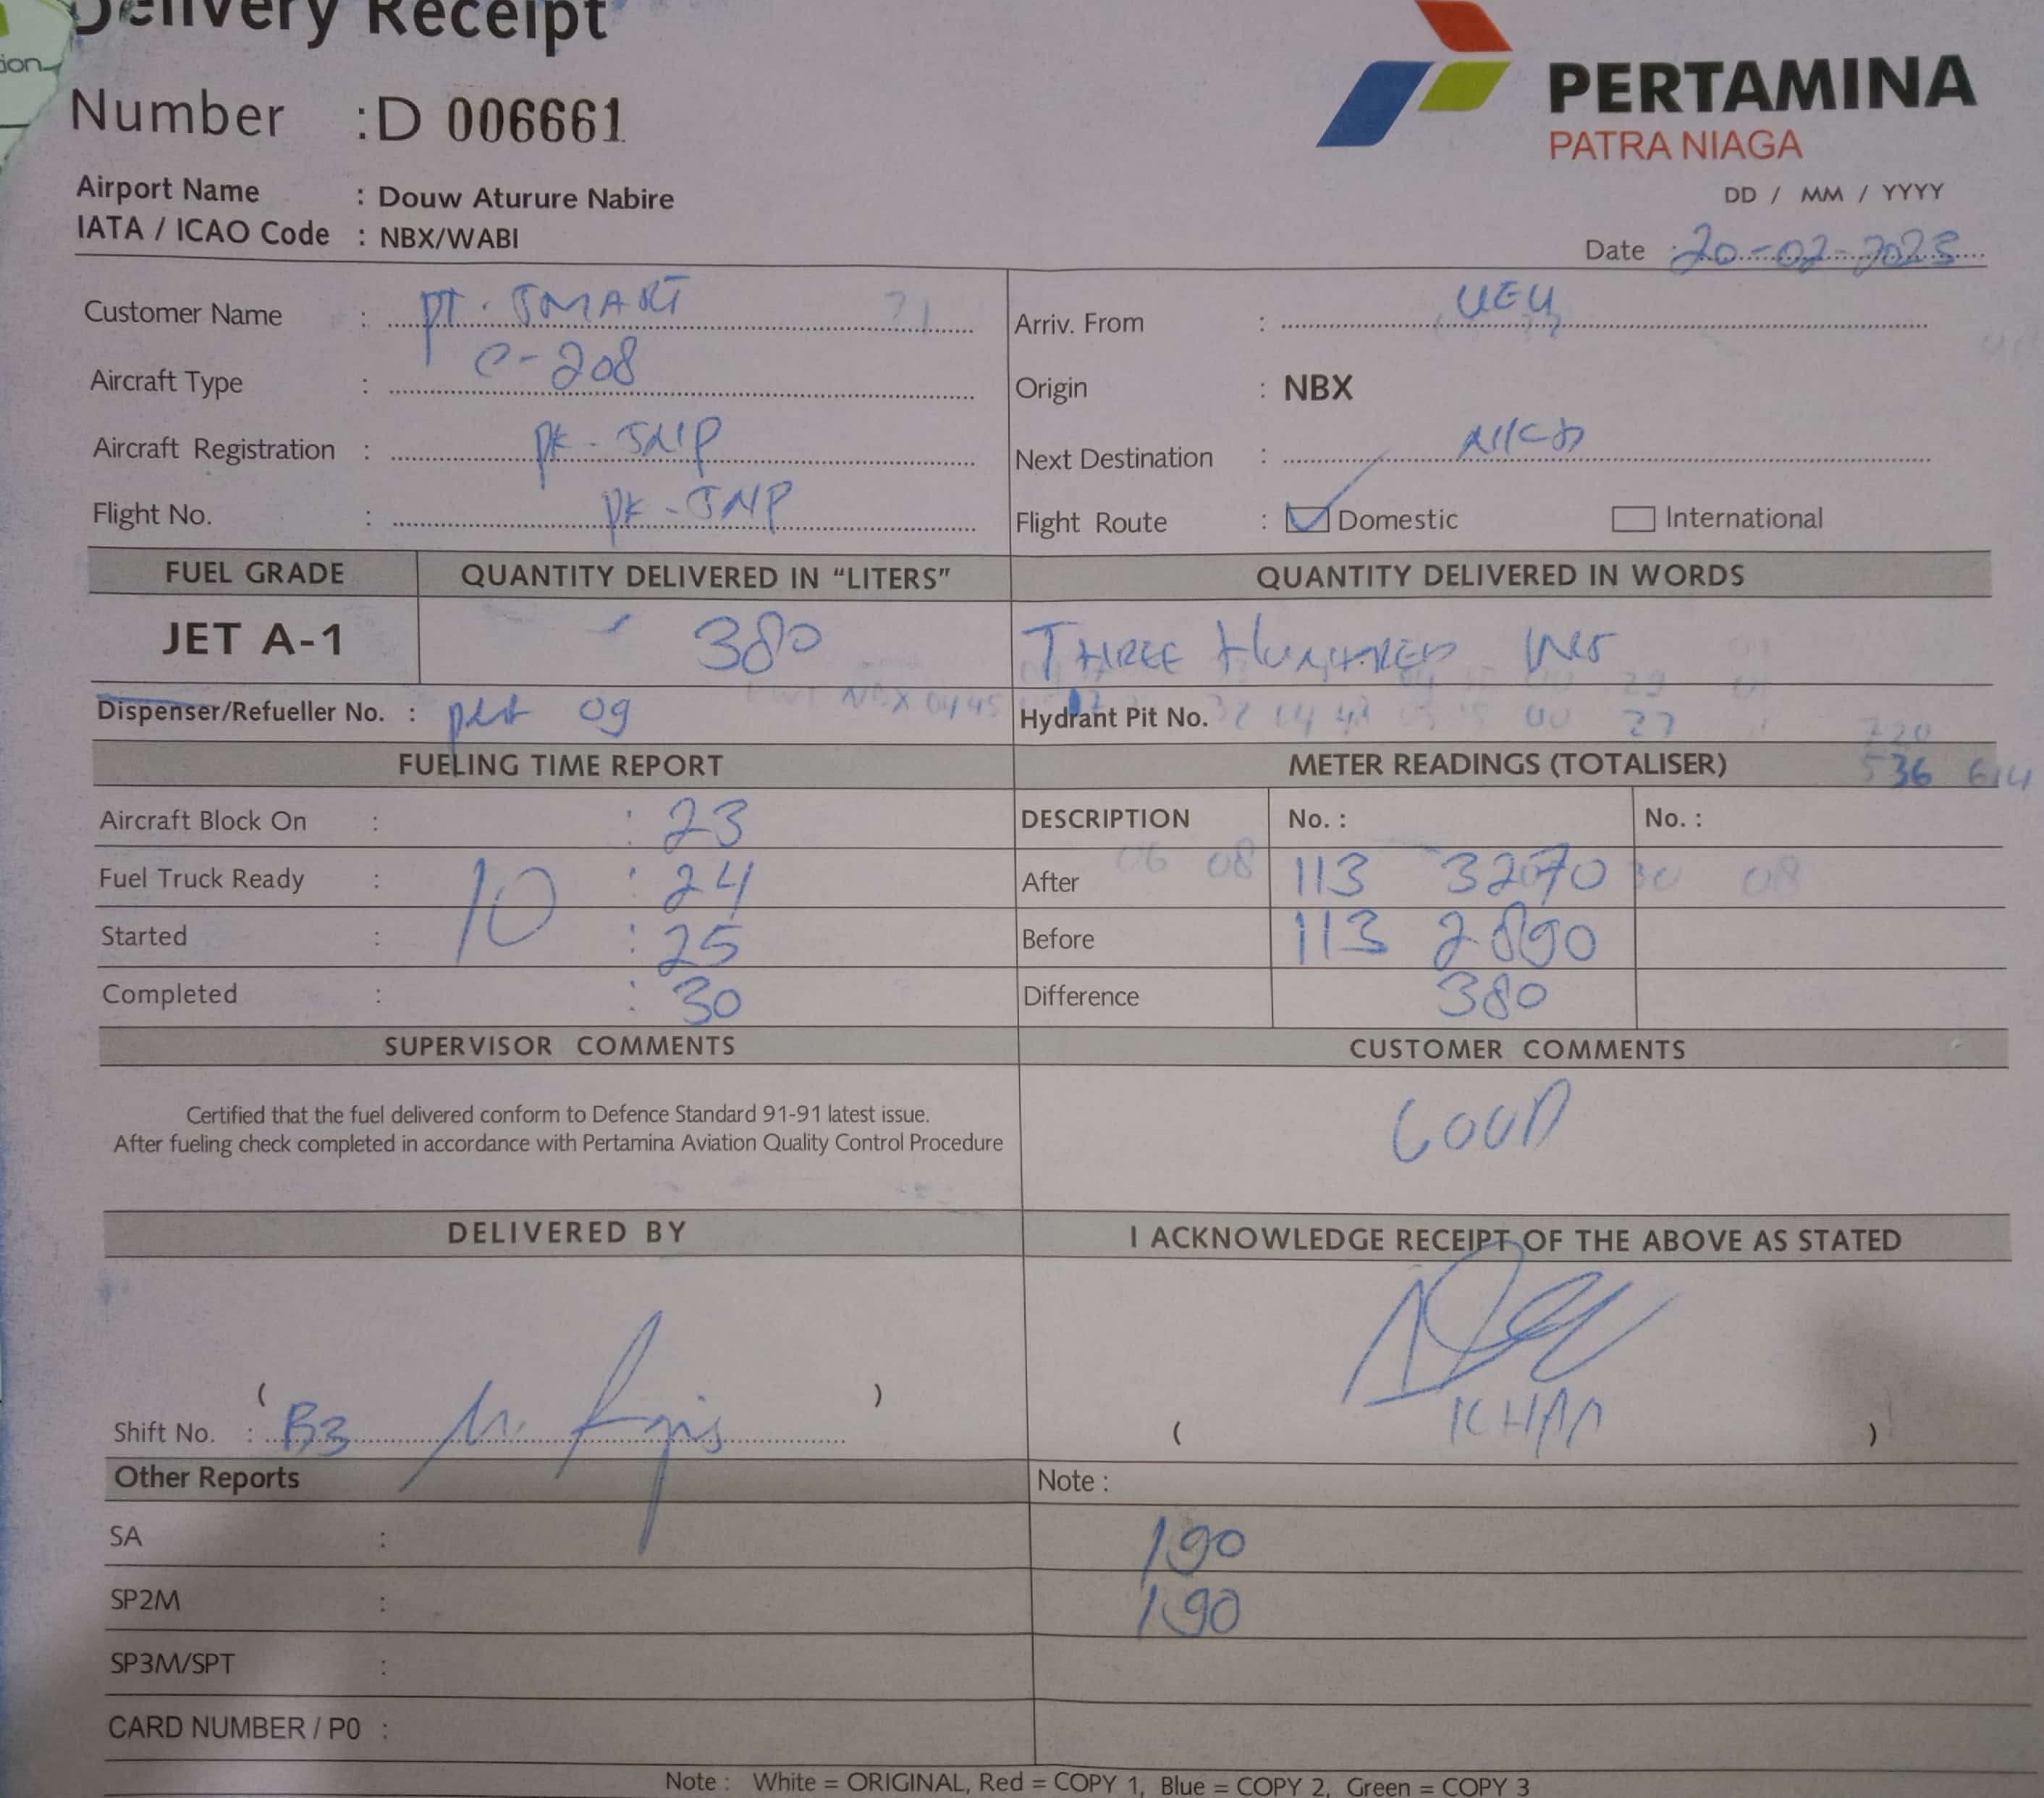 Delivery Receipt
Number : D 006661
PERTAMINA
PATRA NIAGA
Airport Name : Douw Aturure Nabire
IATA / ICAO Code : NBX/WABI
DD / MM / YYYY
Date : 20-02-2023
Customer Name : PT. SMART
Arriv. From :
Aircraft Type : C-208
Origin : NBX
Aircraft Registration : PK - SNP
Next Destination :
Flight No. : PK - SNP
Flight Route : Domestic International
FUEL GRADE QUANTITY DELIVERED IN “LITERS” QUANTITY DELIVERED IN WORDS
JET A-1 380 THREE HUNDRED
Dispenser/Refueller No. : 09 Hydrant Pit No.
FUELING TIME REPORT METER READINGS (TOTALISER) 536 614
Aircraft Block On : : 23 DESCRIPTION No. : No. :
Fuel Truck Ready : 10 : 24 After 113 3270
Started : : 25 Before 113 2890
Completed : : 30 Difference 380
SUPERVISOR COMMENTS CUSTOMER COMMENTS
Certified that the fuel delivered conform to Defence Standard 91-91 latest issue.
After fueling check completed in accordance with Pertamina Aviation Quality Control Procedure
GOOD
DELIVERED BY I ACKNOWLEDGE RECEIPT OF THE ABOVE AS STATED
( )
Shift No. : B3
( )
Other Reports Note :
SA : 190
SP2M : 190
SP3M/SPT :
CARD NUMBER / PO :
Note : White = ORIGINAL, Red = COPY 1, Blue = COPY 2, Green = COPY 3